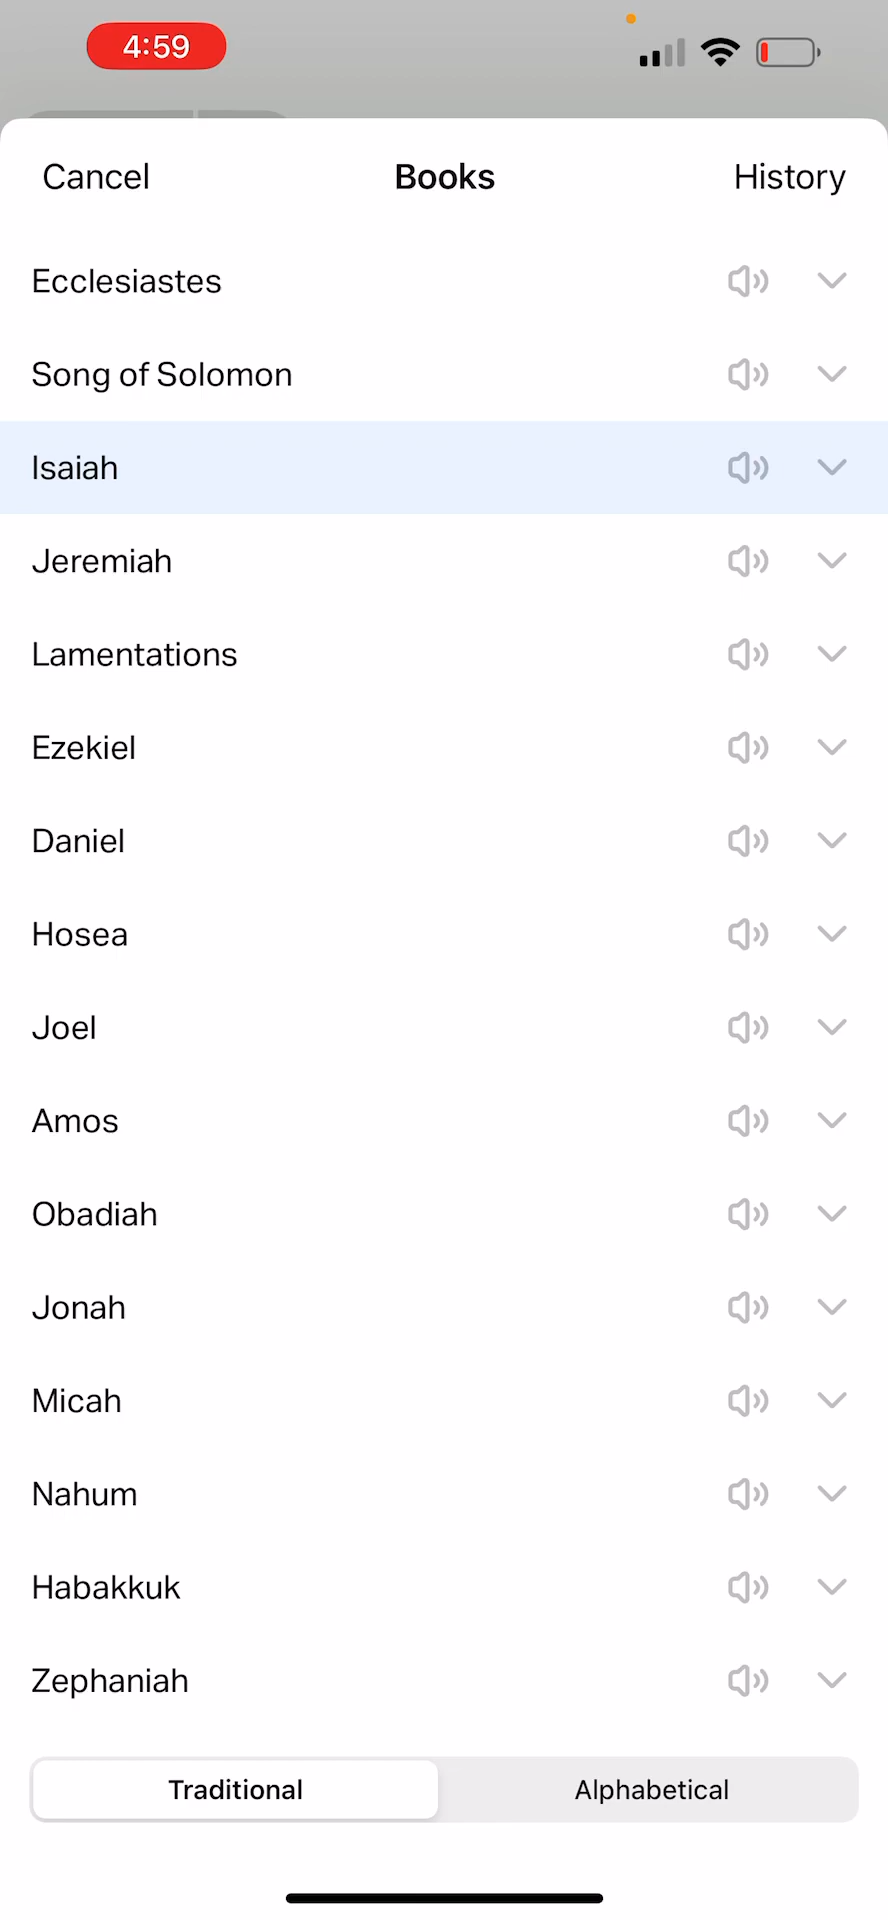 4:59
Cancel Books History
Ecclesiastes
Song of Solomon
Isaiah
Jeremiah
Lamentations
Ezekiel
Daniel
Hosea
Joel
Amos
Obadiah
Jonah
Micah
Nahum
Habakkuk
Zephaniah
Traditional Alphabetical